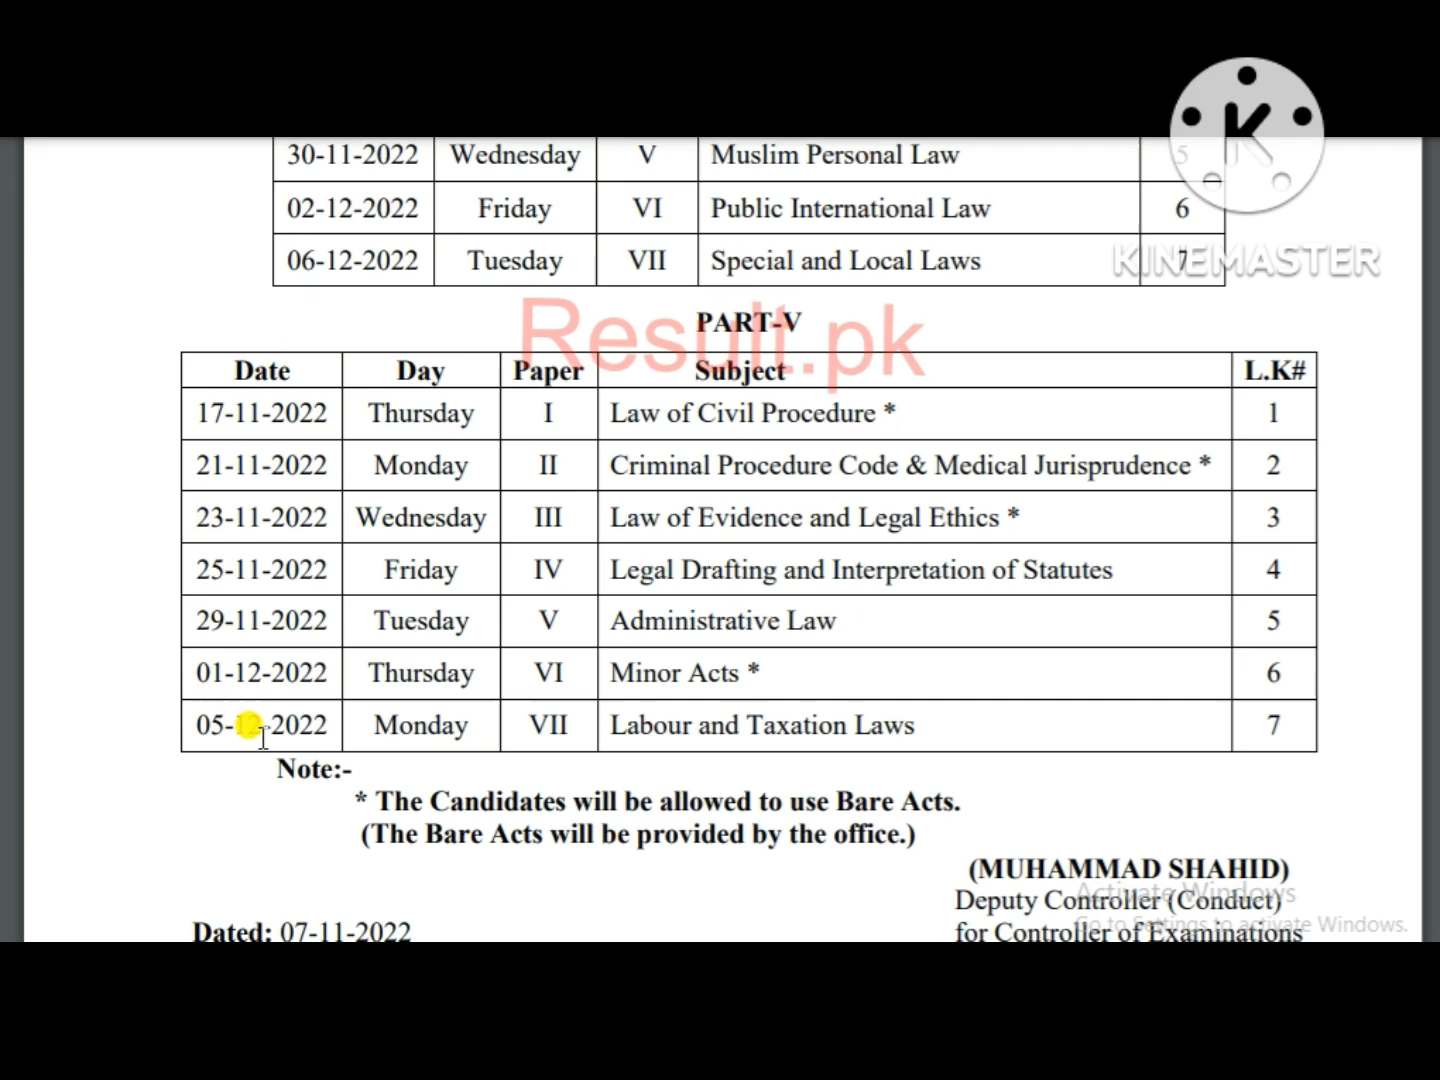 30-11-2022 Wednesday V Muslim Personal Law 5
02-12-2022 Friday VI Public International Law 6
06-12-2022 Tuesday VII Special and Local Laws 7
K
KINEMASTER
Result.pk
PART-V
Date Day Paper Subject L.K#
17-11-2022 Thursday I Law of Civil Procedure * 1
21-11-2022 Monday II Criminal Procedure Code & Medical Jurisprudence * 2
23-11-2022 Wednesday III Law of Evidence and Legal Ethics * 3
25-11-2022 Friday IV Legal Drafting and Interpretation of Statutes 4
29-11-2022 Tuesday V Administrative Law 5
01-12-2022 Thursday VI Minor Acts * 6
05-12-2022 Monday VII Labour and Taxation Laws 7
Note:-
* The Candidates will be allowed to use Bare Acts.
(The Bare Acts will be provided by the office.)
(MUHAMMAD SHAHID)
Deputy Controller (Conduct)
for Controller of Examinations
Dated: 07-11-2022
Activate Windows
Go to Settings to activate Windows.